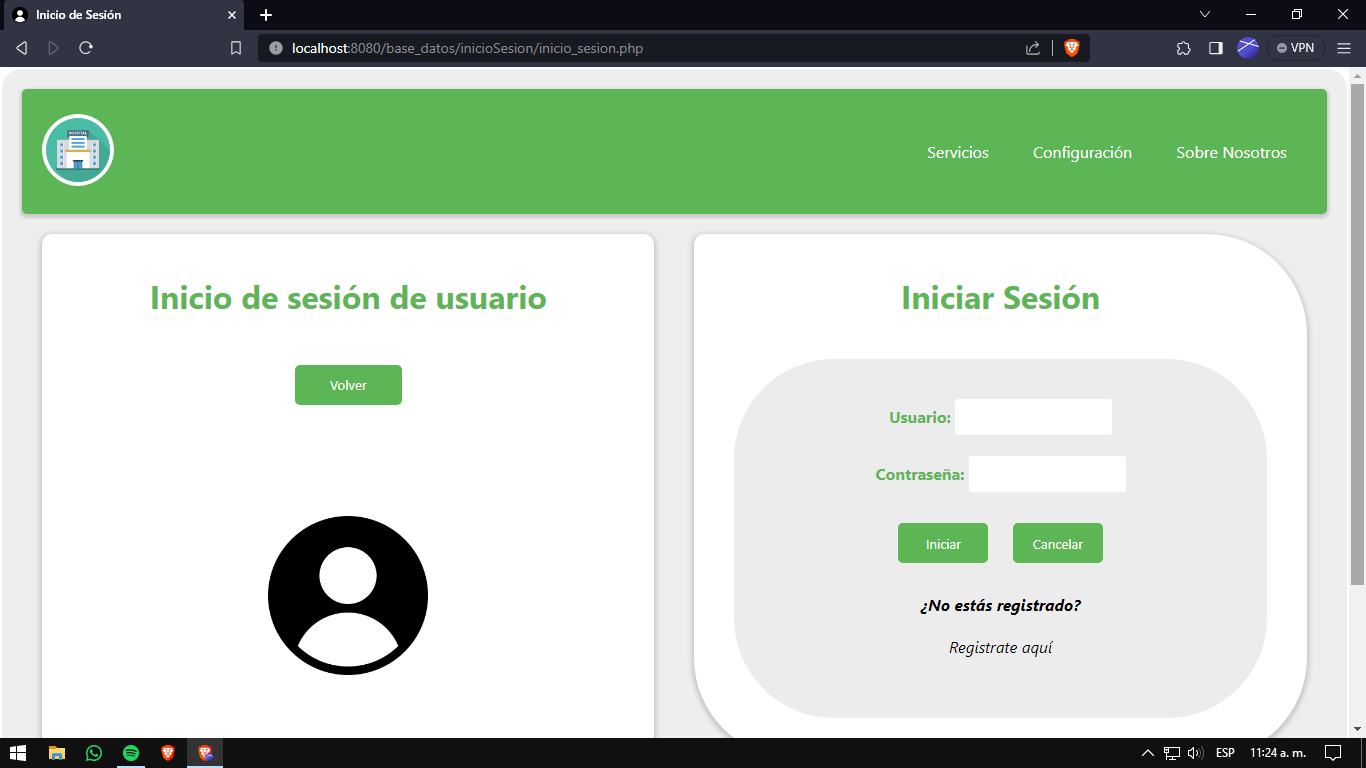 Inicio de Sesión
localhost:8080/base_datos/inicioSesion/inicio_sesion.php
VPN
HOSPITAL
Servicios
Configuración
Sobre Nosotros
Inicio de sesión de usuario
Volver
Iniciar Sesión
Usuario:
Contraseña:
Iniciar
Cancelar
¿No estás registrado?
Registrate aquí
ESP
11:24 a. m.